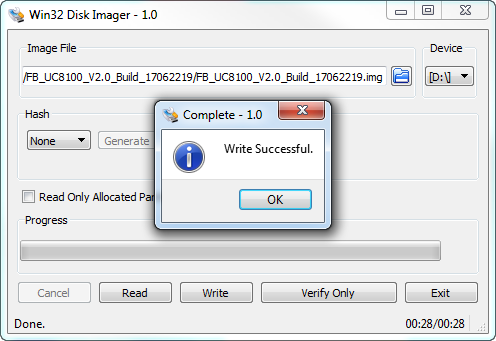 Win32 Disk Imager - 1.0
Image File
Device
/FB_UC8100_V2.0_Build_17062219/FB_UC8100_V2.0_Build_17062219.img
[D:\]
Hash
None
Generate
Complete - 1.0
Write Successful.
OK
Read Only Allocated Par
Progress
Cancel
Read
Write
Verify Only
Exit
Done.
00:28/00:28